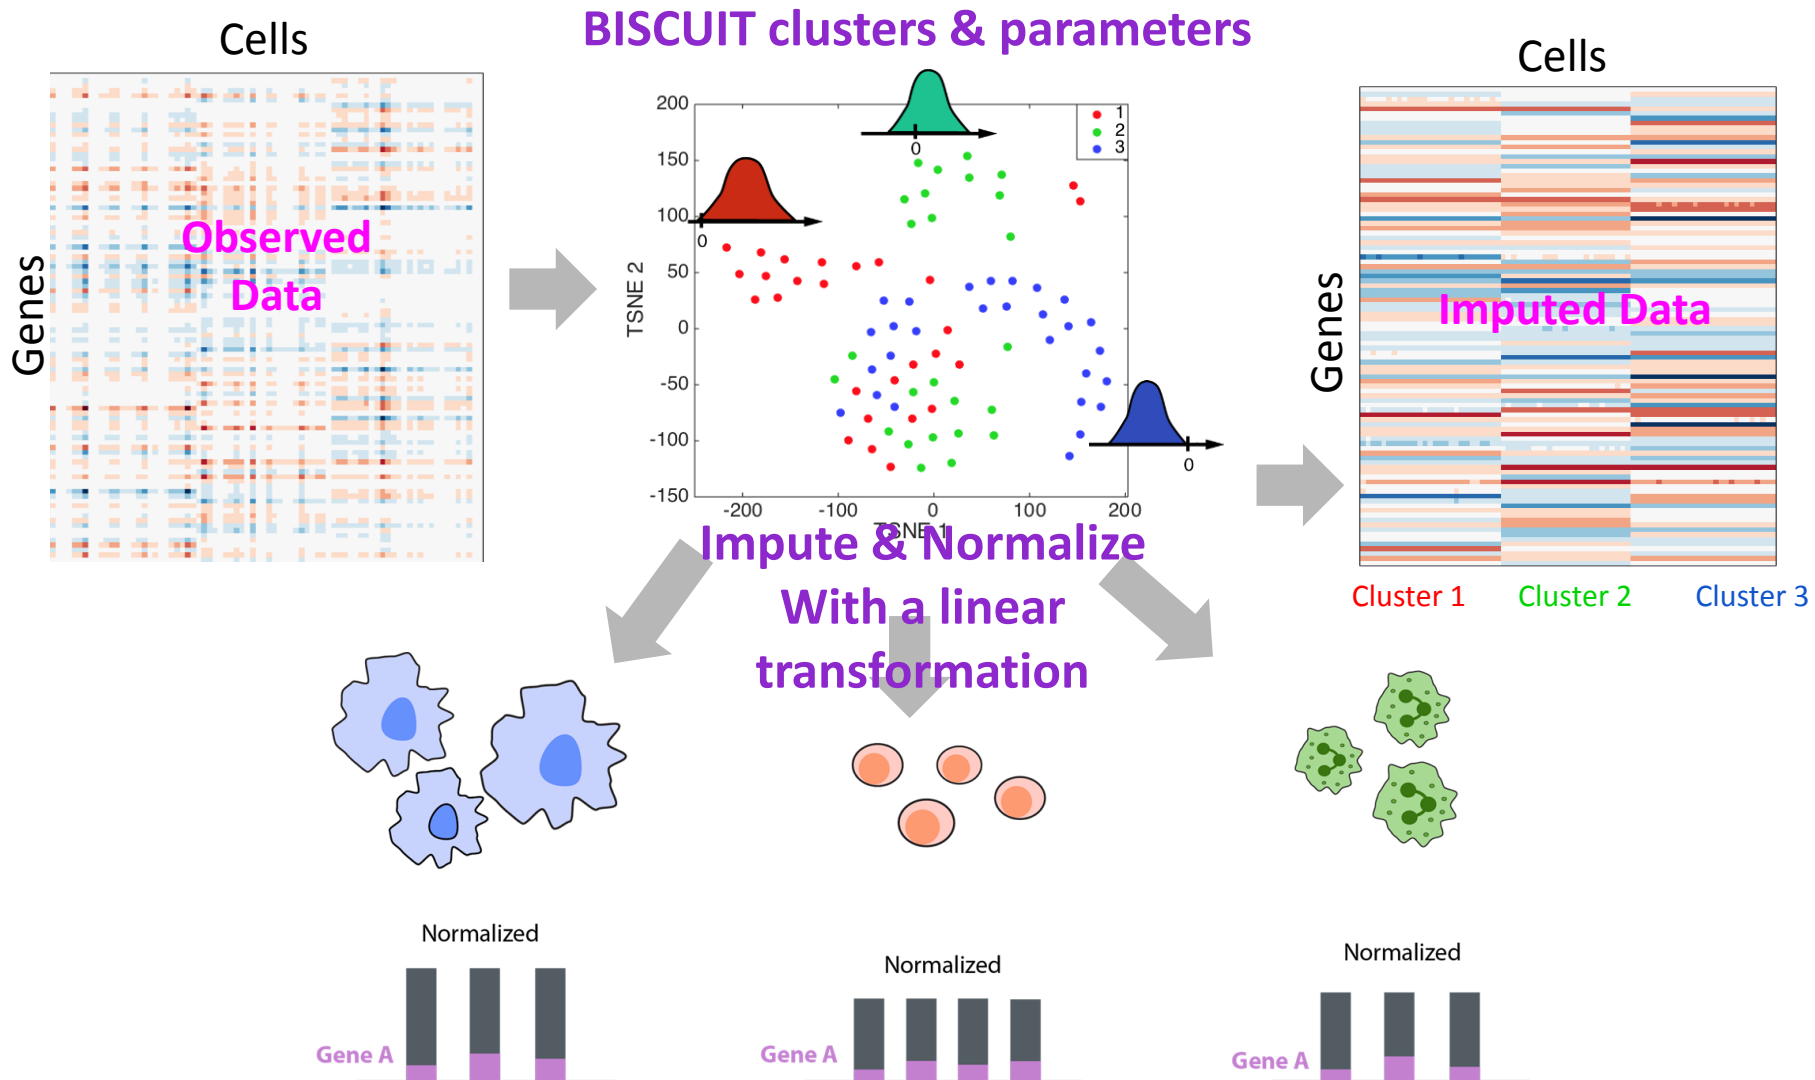 BISCUIT clusters & parameters
Cells
Genes
Observed
Data
200
150
100
50
0
-50
-100
-150
-200
-100
0
100
200
TSNE 2
TSNE 1
1
2
3
0
0
0
Cells
Genes
Imputed Data
Cluster 1
Cluster 2
Cluster 3
Impute & Normalize
With a linear
transformation
Normalized
Gene A
Normalized
Gene A
Normalized
Gene A